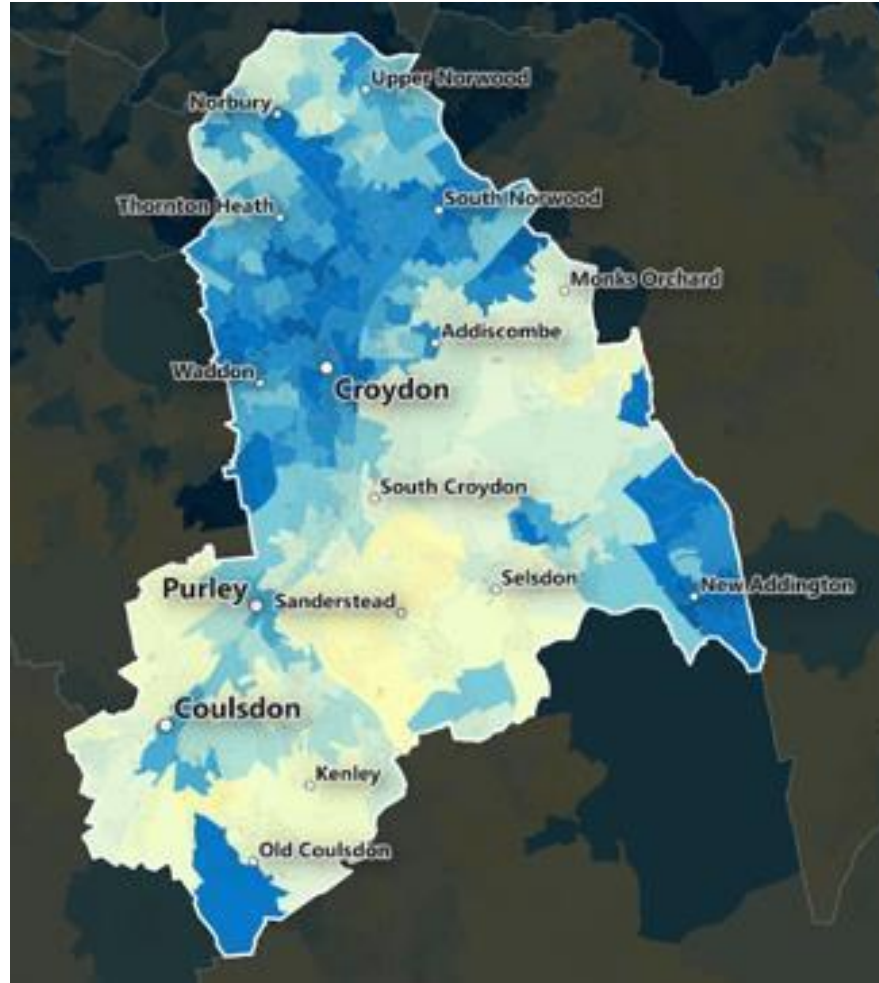 Upper Norwood
Norbury
Thornton Heath
South Norwood
Monks Orchard
Addiscombe
Waddon
Croydon
South Croydon
Purley
Sanderstead
Selsdon
New Addington
Coulsdon
Kenley
Old Coulsdon